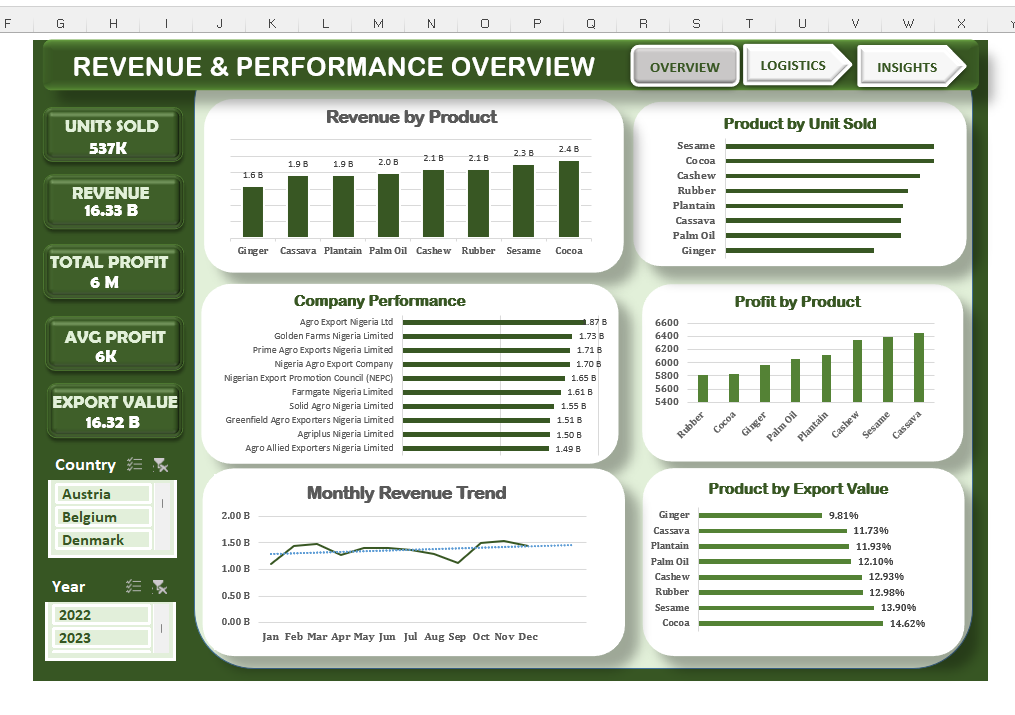 F G H I J K L M N O P Q R S T U V W X
REVENUE & PERFORMANCE OVERVIEW
OVERVIEW
LOGISTICS
INSIGHTS
UNITS SOLD
537K
REVENUE
16.33 B
TOTAL PROFIT
6 M
AVG PROFIT
6K
EXPORT VALUE
16.32 B
Country
Austria
Belgium
Denmark
Year
2022
2023
Revenue by Product
1.6 B 1.9 B 1.9 B 2.0 B 2.1 B 2.1 B 2.3 B 2.4 B
Ginger Cassava Plantain Palm Oil Cashew Rubber Sesame Cocoa
Product by Unit Sold
Sesame
Cocoa
Cashew
Rubber
Plantain
Cassava
Palm Oil
Ginger
Company Performance
Agro Export Nigeria Ltd 1.87 B
Golden Farms Nigeria Limited 1.73 B
Prime Agro Exports Nigeria Limited 1.71 B
Nigeria Agro Export Company 1.70 B
Nigerian Export Promotion Council (NEPC) 1.65 B
Farmgate Nigeria Limited 1.61 B
Solid Agro Nigeria Limited 1.55 B
Greenfield Agro Exporters Nigeria Limited 1.51 B
Agriplus Nigeria Limited 1.50 B
Agro Allied Exporters Nigeria Limited 1.49 B
Profit by Product
6600
6400
6200
6000
5800
5600
5400
Rubber Cocoa Ginger Palm Oil Plantain Cashew Sesame Cassava
Monthly Revenue Trend
2.00 B
1.50 B
1.00 B
0.50 B
0.00 B
Jan Feb Mar Apr May Jun Jul Aug Sep Oct Nov Dec
Product by Export Value
Ginger 9.81%
Cassava 11.73%
Plantain 11.93%
Palm Oil 12.10%
Cashew 12.93%
Rubber 12.98%
Sesame 13.90%
Cocoa 14.62%